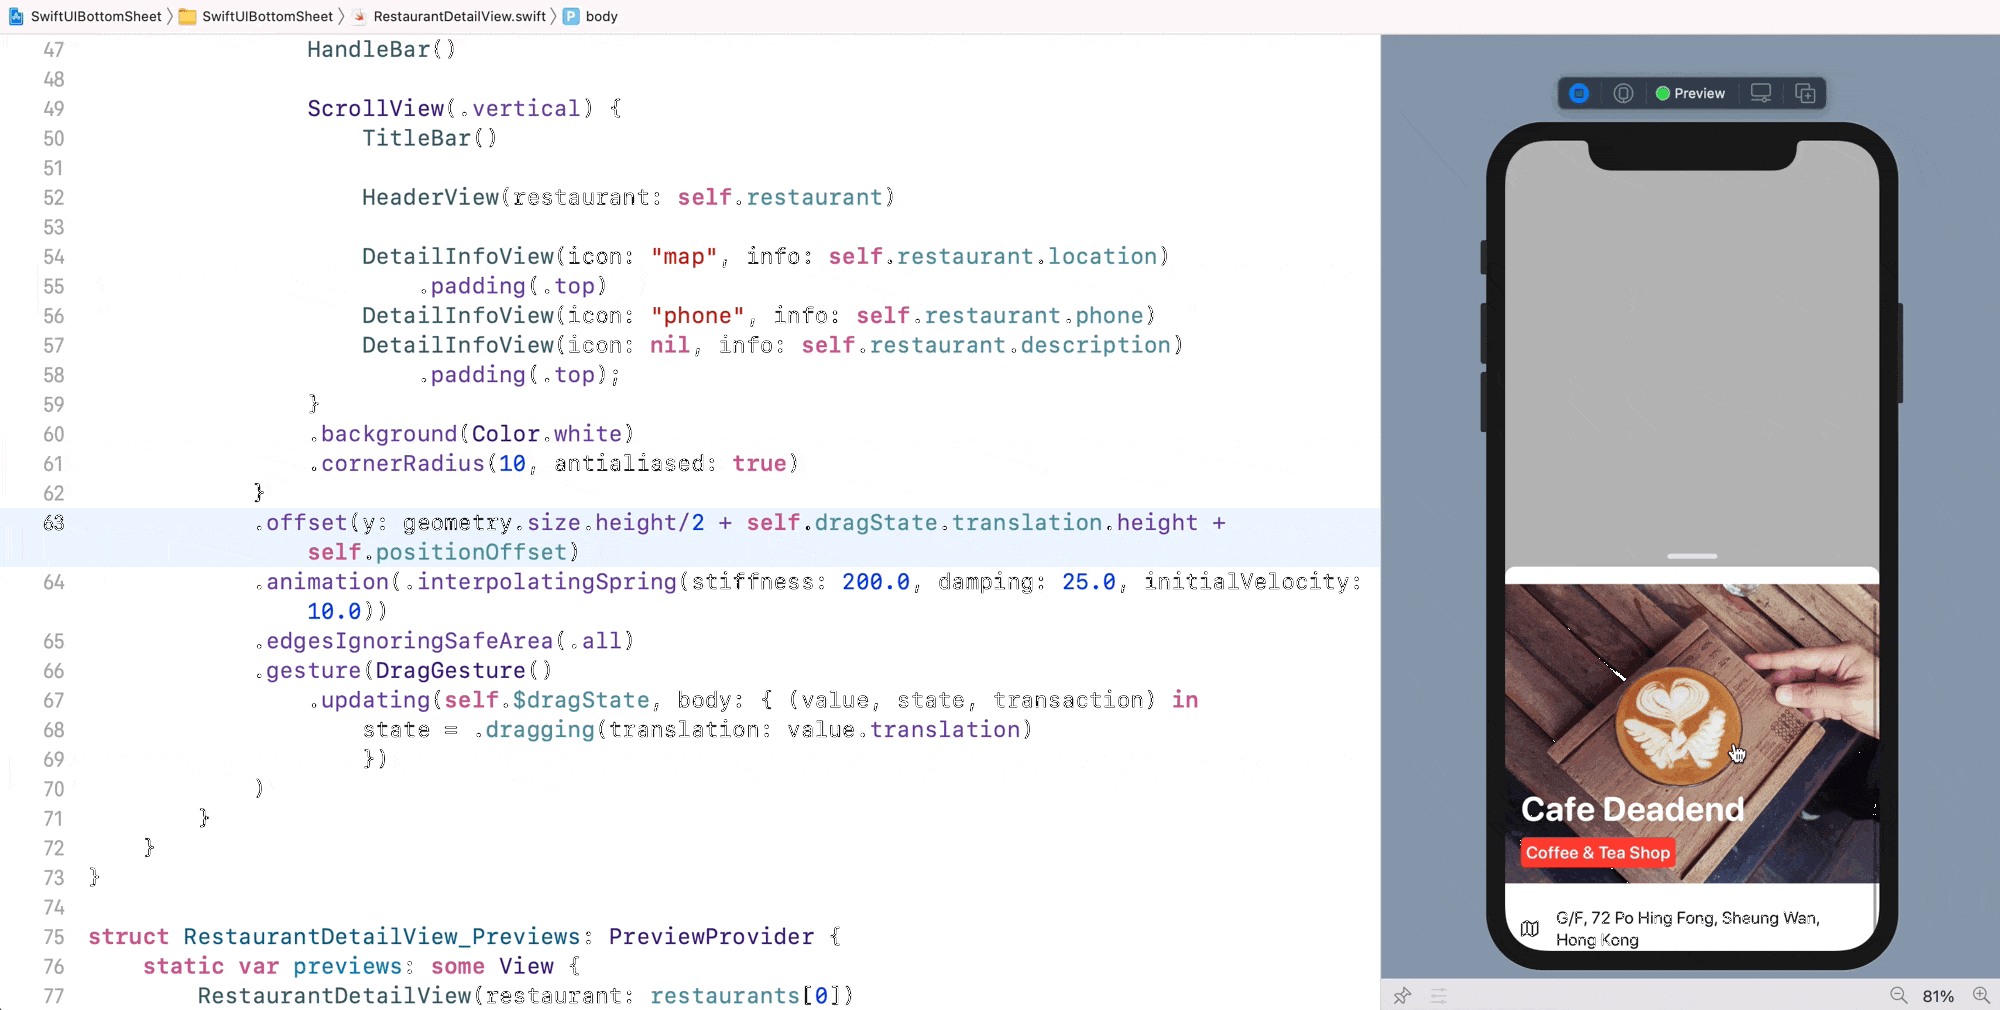 SwiftUIBottomSheet 〉 SwiftUIBottomSheet 〉 RestaurantDetailView.swift 〉 P body
47 HandleBar()
48
49 ScrollView(.vertical) {
50 TitleBar()
51
52 HeaderView(restaurant: self.restaurant)
53
54 DetailInfoView(icon: "map", info: self.restaurant.location)
55 .padding(.top)
56 DetailInfoView(icon: "phone", info: self.restaurant.phone)
57 DetailInfoView(icon: nil, info: self.restaurant.description)
58 .padding(.top);
59 }
60 .background(Color.white)
61 .cornerRadius(10, antialiased: true)
62 }
63 .offset(y: geometry.size.height/2 + self.dragState.translation.height +
self.positionOffset)
64 .animation(.interpolatingSpring(stiffness: 200.0, damping: 25.0, initialVelocity:
10.0))
65 .edgesIgnoringSafeArea(.all)
66 .gesture(DragGesture()
67 .updating(self.$dragState, body: { (value, state, transaction) in
68 state = .dragging(translation: value.translation)
69 })
70 )
71 }
72 }
73 }
74
75 struct RestaurantDetailView_Previews: PreviewProvider {
76 static var previews: some View {
77 RestaurantDetailView(restaurant: restaurants[0])
Preview
Cafe Deadend
Coffee & Tea Shop
G/F, 72 Po Hing Fong, Sheung Wan,
Hong Kong
81%